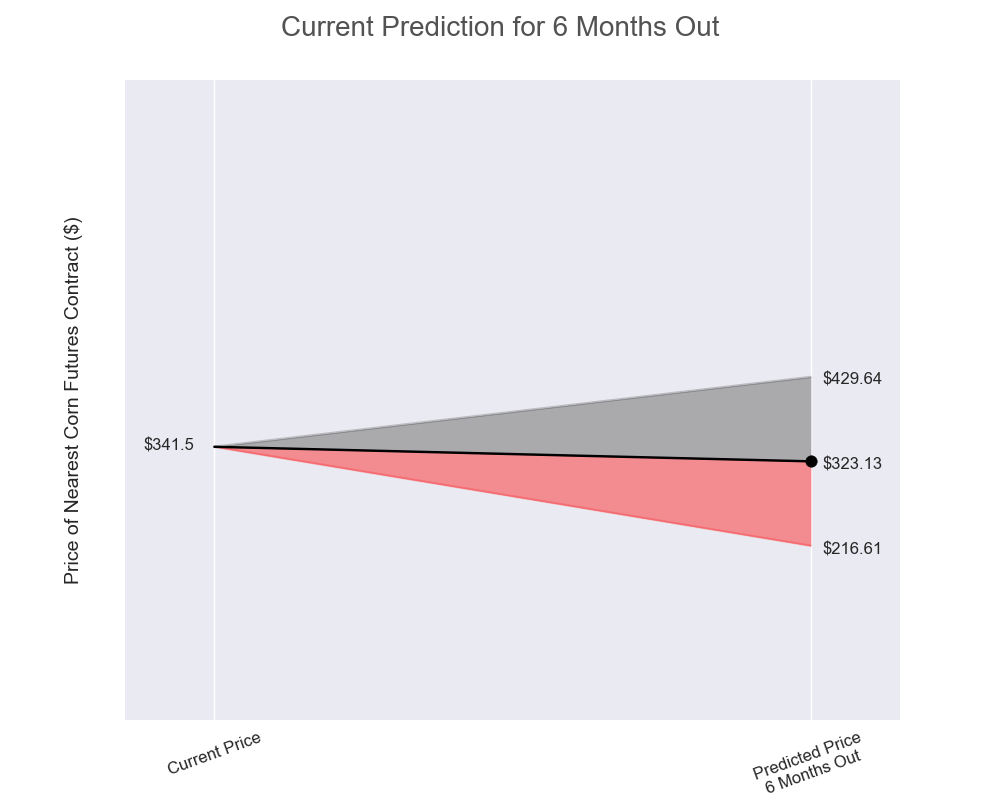 Current Prediction for 6 Months Out
Price of Nearest Corn Futures Contract ($)
$429.64
$341.5
$323.13
$216.61
Current Price
Predicted Price
6 Months Out